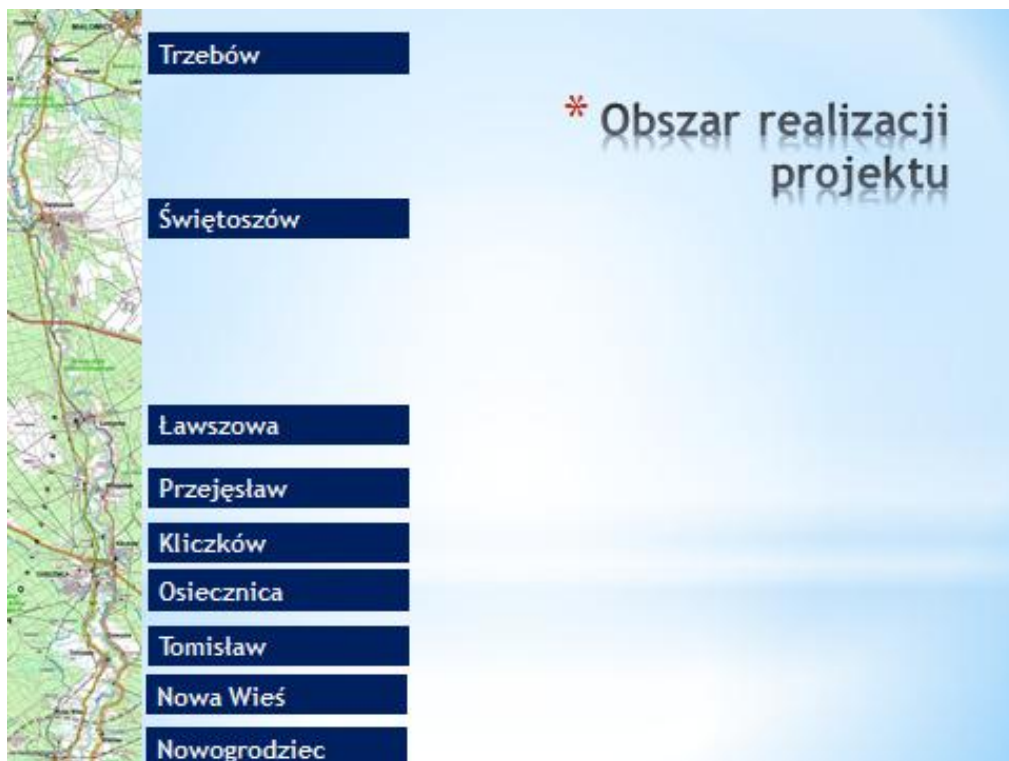 Trzebów
* Obszar realizacji
projektu
Świętoszów
Ławszowa
Przejęsław
Kliczków
Osiecznica
Tomisław
Nowa Wieś
Nowogrodziec